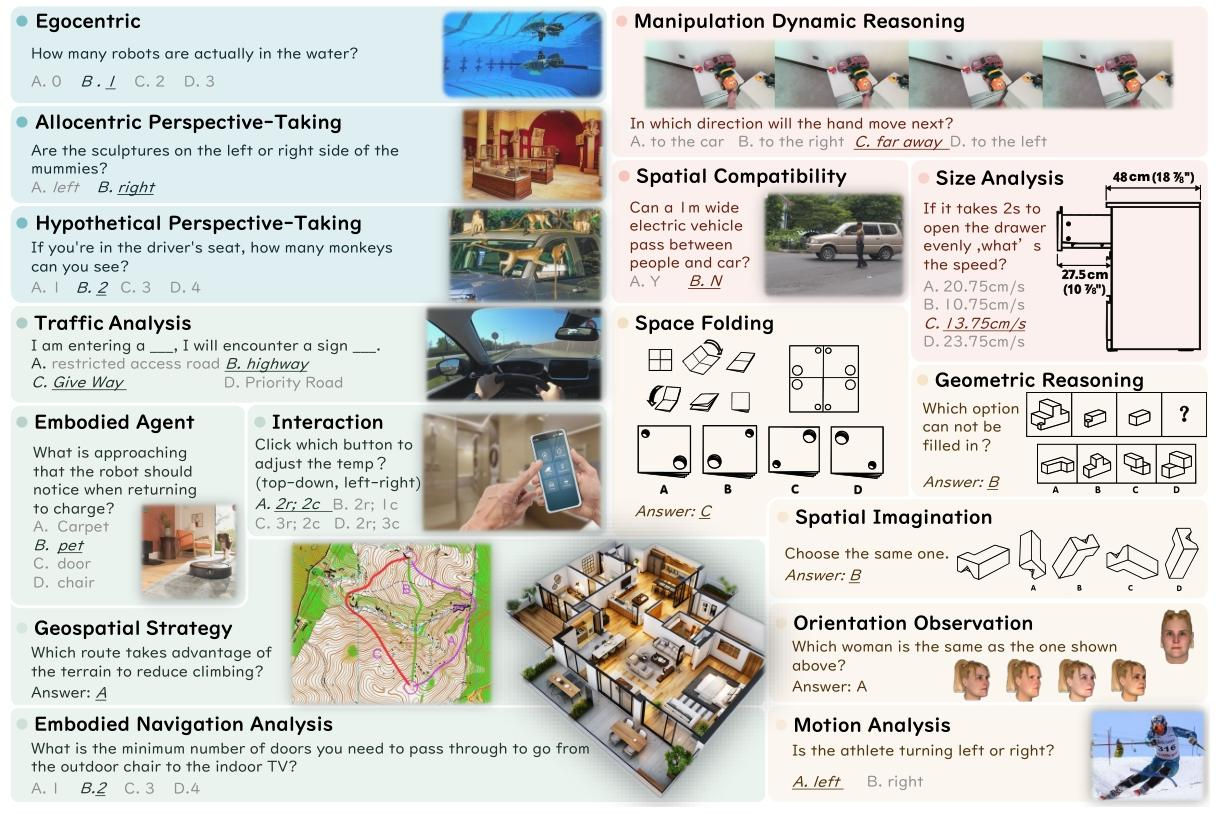 Egocentric
How many robots are actually in the water?
A. 0 B. 1 C. 2 D. 3
Allocentric Perspective-Taking
Are the sculptures on the left or right side of the
mummies?
A. left B. right
Hypothetical Perspective-Taking
If you're in the driver's seat, how many monkeys
can you see?
A. 1 B. 2 C. 3 D. 4
Traffic Analysis
I am entering a ___, I will encounter a sign ___.
A. restricted access road B. highway
C. Give Way D. Priority Road
Embodied Agent
What is approaching
that the robot should
notice when returning
to charge?
A. Carpet
B. pet
C. door
D. chair
Interaction
Click which button to
adjust the temp?
(top-down, left-right)
A. 2r; 2c B. 2r; 1c
C. 3r; 2c D. 2r; 3c
Geospatial Strategy
Which route takes advantage of
the terrain to reduce climbing?
Answer: A
B
A
C
Embodied Navigation Analysis
What is the minimum number of doors you need to pass through to go from
the outdoor chair to the indoor TV?
A. 1 B.2 C. 3 D.4
Manipulation Dynamic Reasoning
In which direction will the hand move next?
A. to the car B. to the right C. far away D. to the left
Spatial Compatibility
Can a 1m wide
electric vehicle
pass between
people and car?
A. Y B. N
Size Analysis
If it takes 2s to
open the drawer
evenly ,what's
the speed?
A. 20.75cm/s
B. 10.75cm/s
C. 13.75cm/s
D. 23.75cm/s
48 cm (18 7/8")
27.5 cm
(10 7/8")
Space Folding
A B C D
Answer: C
Geometric Reasoning
Which option
can not be
filled in?
Answer: B
?
A B C D
Spatial Imagination
Choose the same one.
Answer: B
A B C D
Orientation Observation
Which woman is the same as the one shown
above?
Answer: A
Motion Analysis
Is the athlete turning left or right?
A. left B. right
316